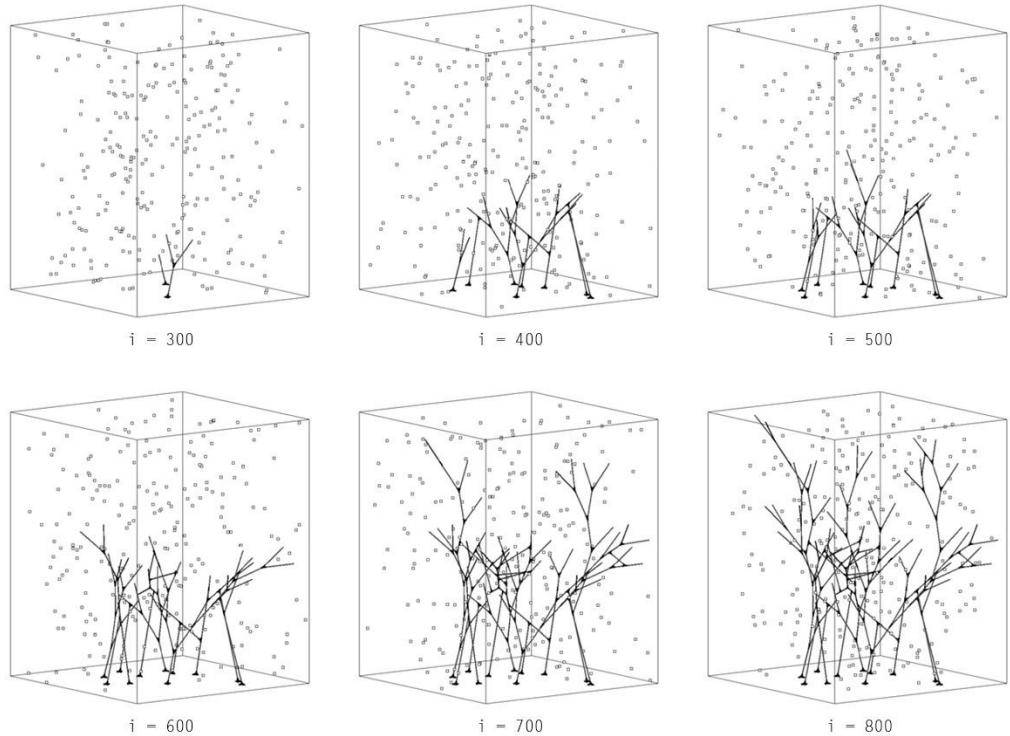 i = 300
i = 400
i = 500
i = 600
i = 700
i = 800